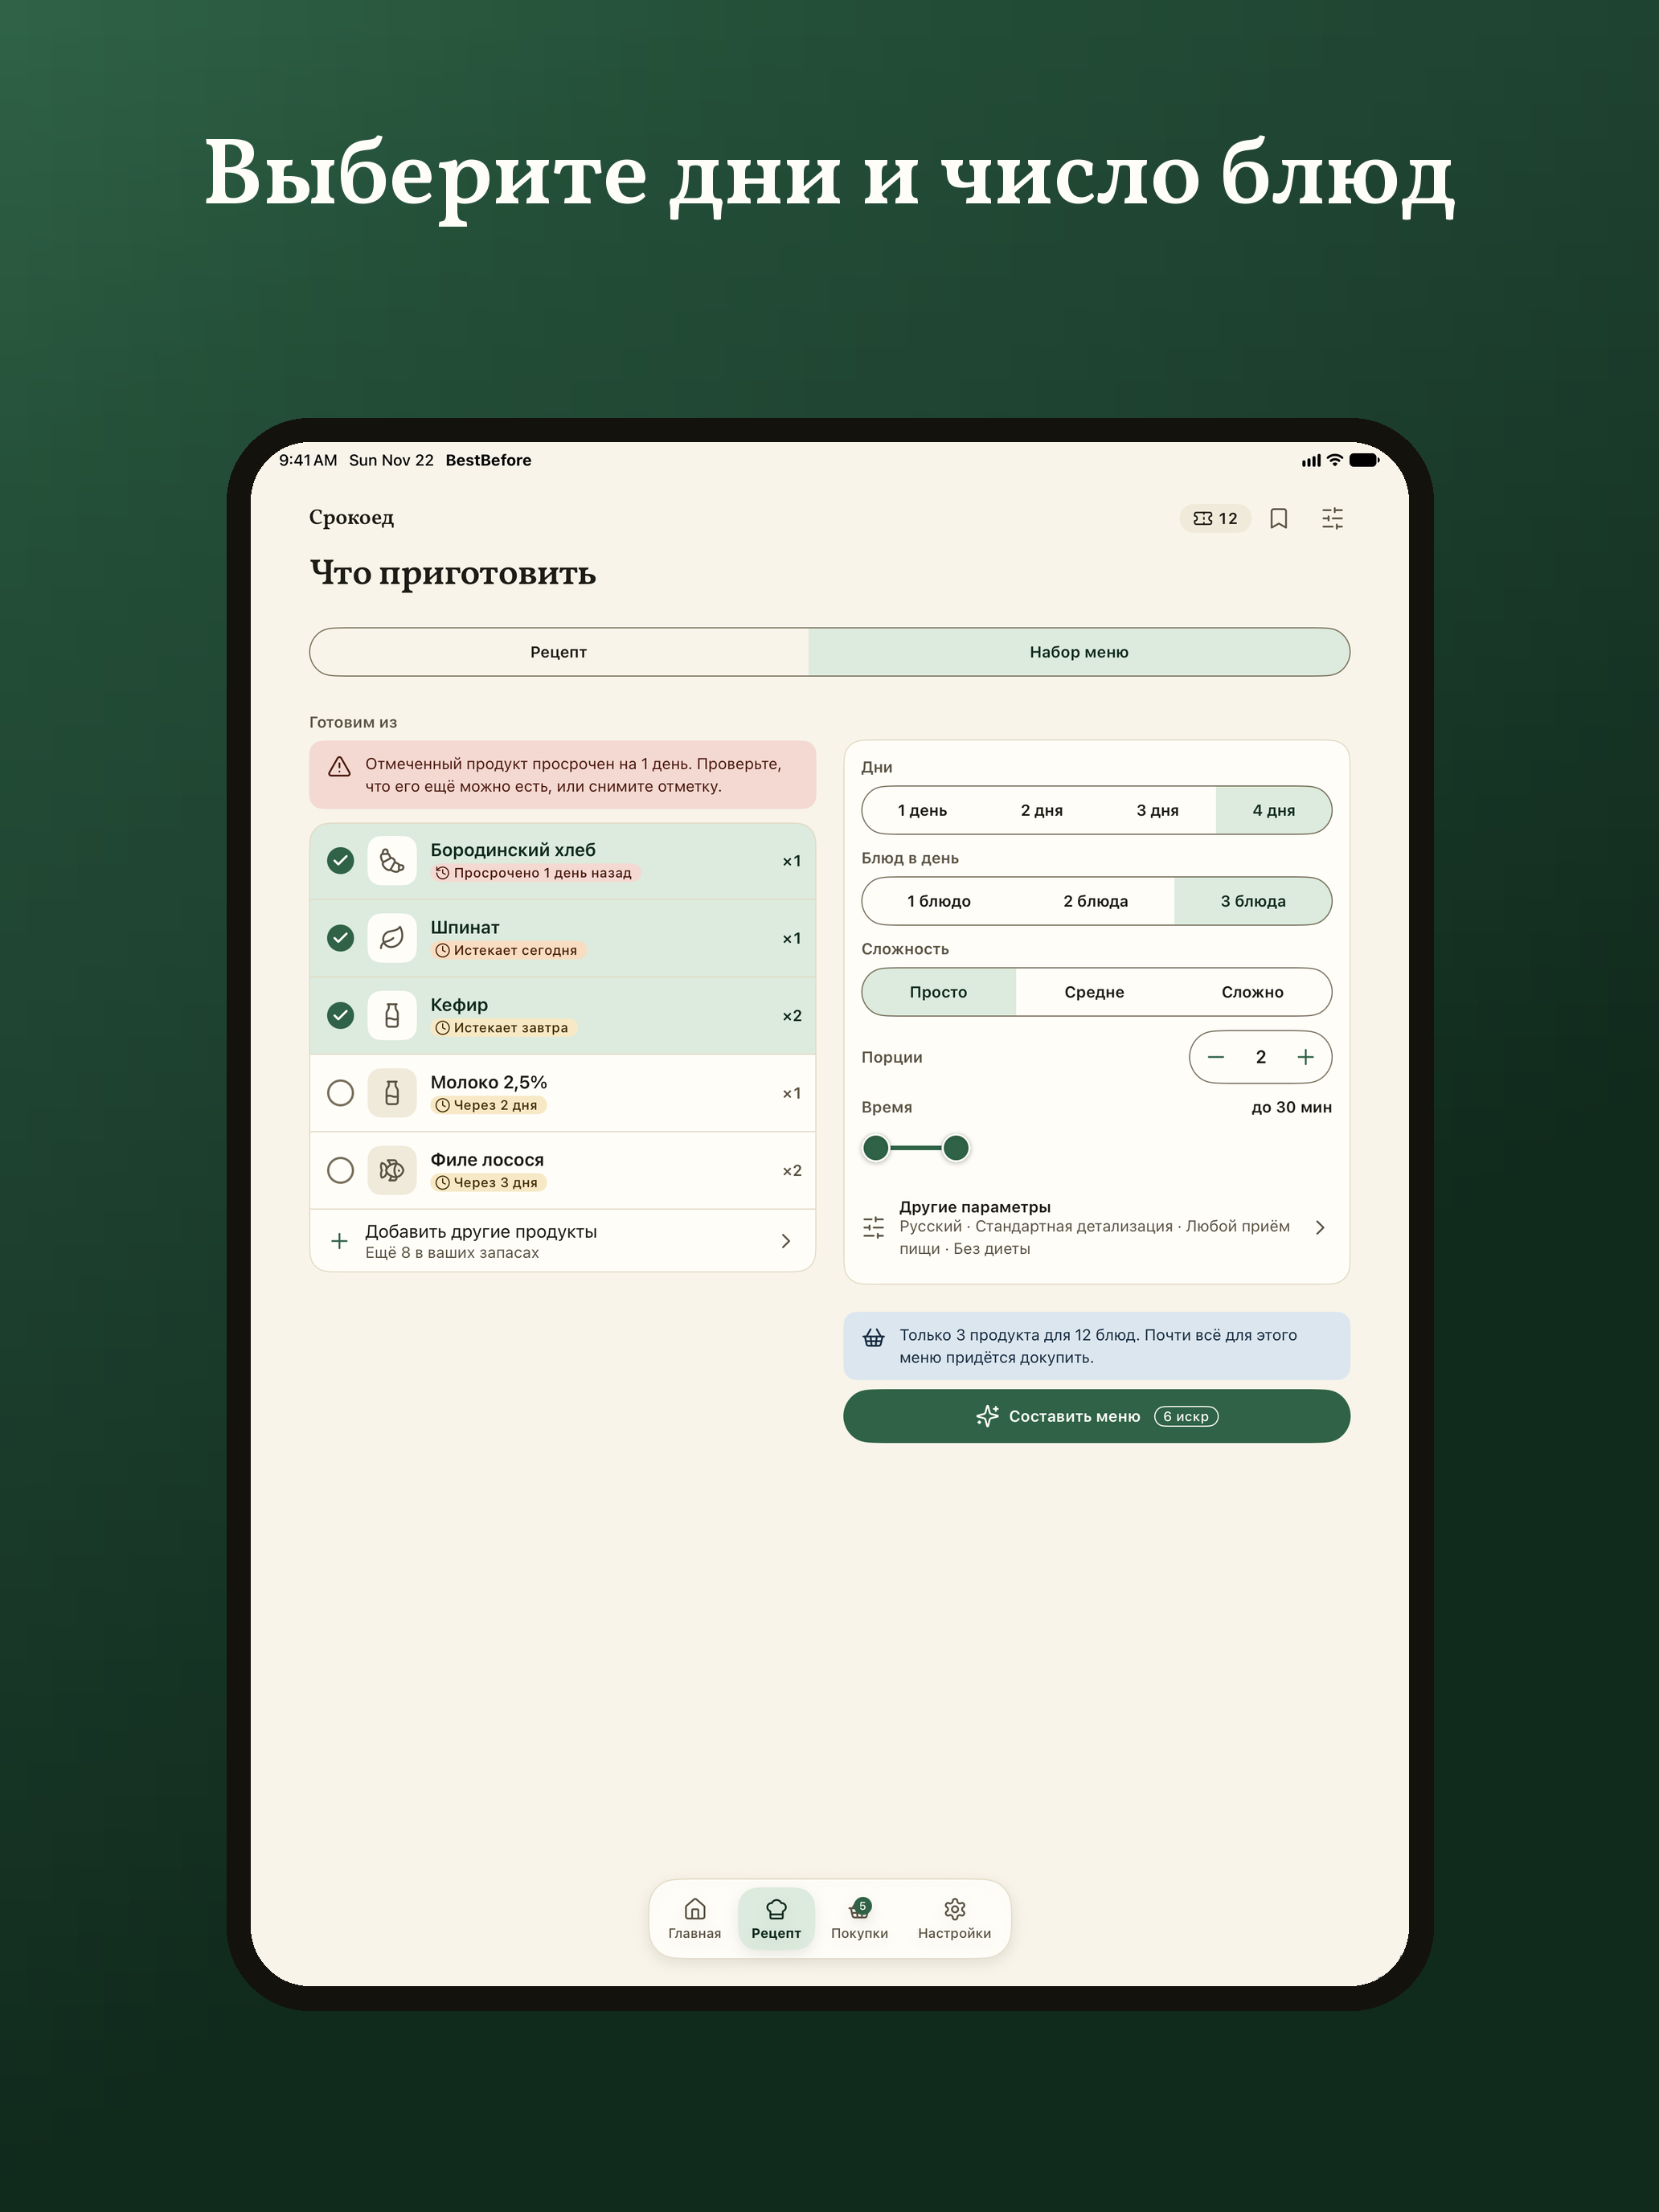 Выберите дни и число блюд
9:41 AM Sun Nov 22 BestBefore
Срокоед
12
Что приготовить
Рецепт
Набор меню
Готовим из
Отмеченный продукт просрочен на 1 день. Проверьте,
что его ещё можно есть, или снимите отметку.
Бородинский хлеб
Просрочено 1 день назад
×1
Шпинат
Истекает сегодня
×1
Кефир
Истекает завтра
×2
Молоко 2,5%
Через 2 дня
×1
Филе лосося
Через 3 дня
×2
Добавить другие продукты
Ещё 8 в ваших запасах
Дни
1 день 2 дня 3 дня 4 дня
Блюд в день
1 блюдо 2 блюда 3 блюда
Сложность
Просто Средне Сложно
Порции
2
Время
до 30 мин
Другие параметры
Русский · Стандартная детализация · Любой приём
пищи · Без диеты
Только 3 продукта для 12 блюд. Почти всё для этого
меню придётся докупить.
Составить меню 6 искр
5
Главная Рецепт Покупки Настройки